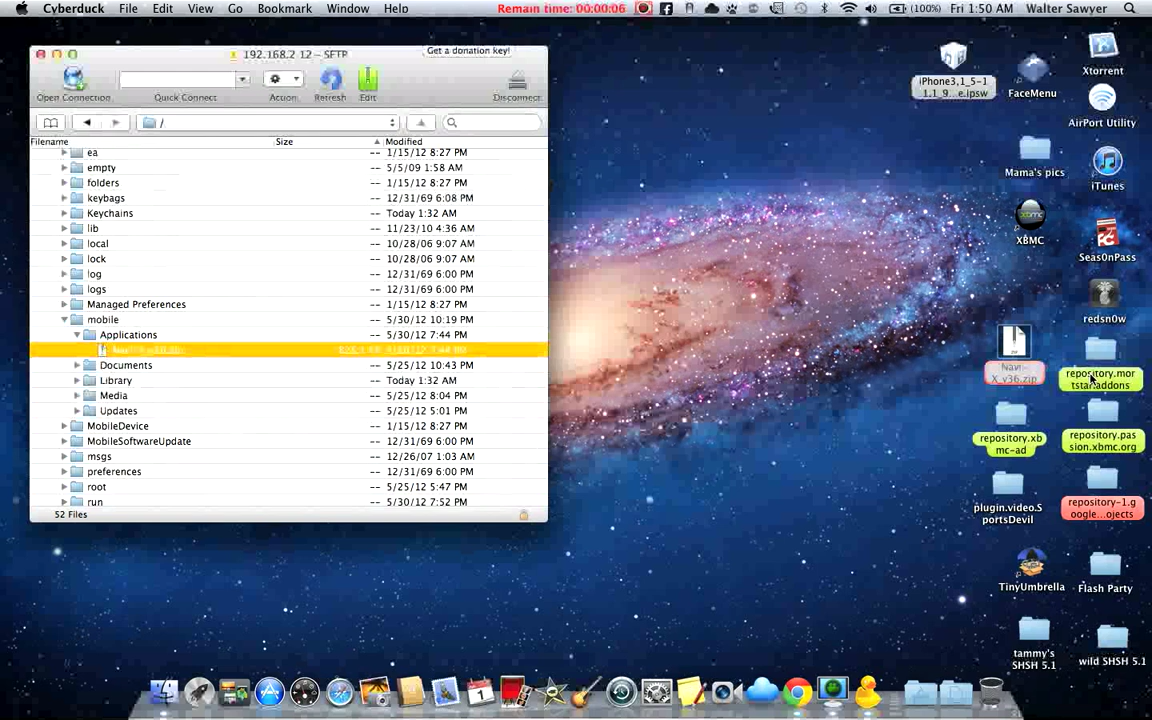 Cyberduck File Edit View Go Bookmark Window Help Remain time: 00:00:06 (100%) Fri 1:50 AM Walter Sawyer
192.168.2.12 – SFTP Get a donation key!
Open Connection Quick Connect Action Refresh Edit Disconnect
/
Filename Size Modified
ea -- 1/15/12 8:27 PM
empty -- 5/5/09 1:58 AM
folders -- 1/15/12 8:27 PM
keybags -- 12/31/69 6:08 PM
Keychains -- Today 1:32 AM
lib -- 11/23/10 4:36 AM
local -- 10/28/06 9:07 AM
lock -- 10/28/06 9:07 AM
log -- 12/31/69 6:00 PM
logs -- 12/31/69 6:00 PM
Managed Preferences -- 1/15/12 8:27 PM
mobile -- 5/30/12 10:19 PM
Applications -- 5/30/12 7:44 PM
Documents -- 5/25/12 10:43 PM
Library -- Today 1:32 AM
Media -- 5/25/12 8:04 PM
Updates -- 5/25/12 5:01 PM
MobileDevice -- 1/15/12 8:27 PM
MobileSoftwareUpdate -- 12/31/69 6:00 PM
msgs -- 12/26/07 1:03 AM
preferences -- 12/31/69 6:00 PM
root -- 5/25/12 5:47 PM
run -- 5/30/12 7:52 PM
52 Files
iPhone3,1_5-1
1.1_9...e.ipsw
FaceMenu
Xtorrent
AirPort Utility
Mama's pics
iTunes
XBMC
xbmc
SeasOnPass
redsn0w
ZIP
Navi-
X_v36.zip
repository.mor
tstar.addons
repository.xb
mc-ad
repository.pas
sion.xbmc.org
plugin.video.S
portsDevil
repository-1.g
oogle...ojects
TinyUmbrella
Flash Party
tammy's
SHSH 5.1
wild SHSH 5.1
1